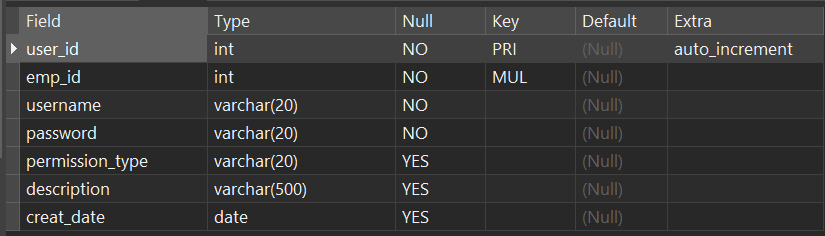 Field Type Null Key Default Extra
user_id int NO PRI (Null) auto_increment
emp_id int NO MUL (Null)
username varchar(20) NO (Null)
password varchar(20) NO (Null)
permission_type varchar(20) YES (Null)
description varchar(500) YES (Null)
creat_date date YES (Null)